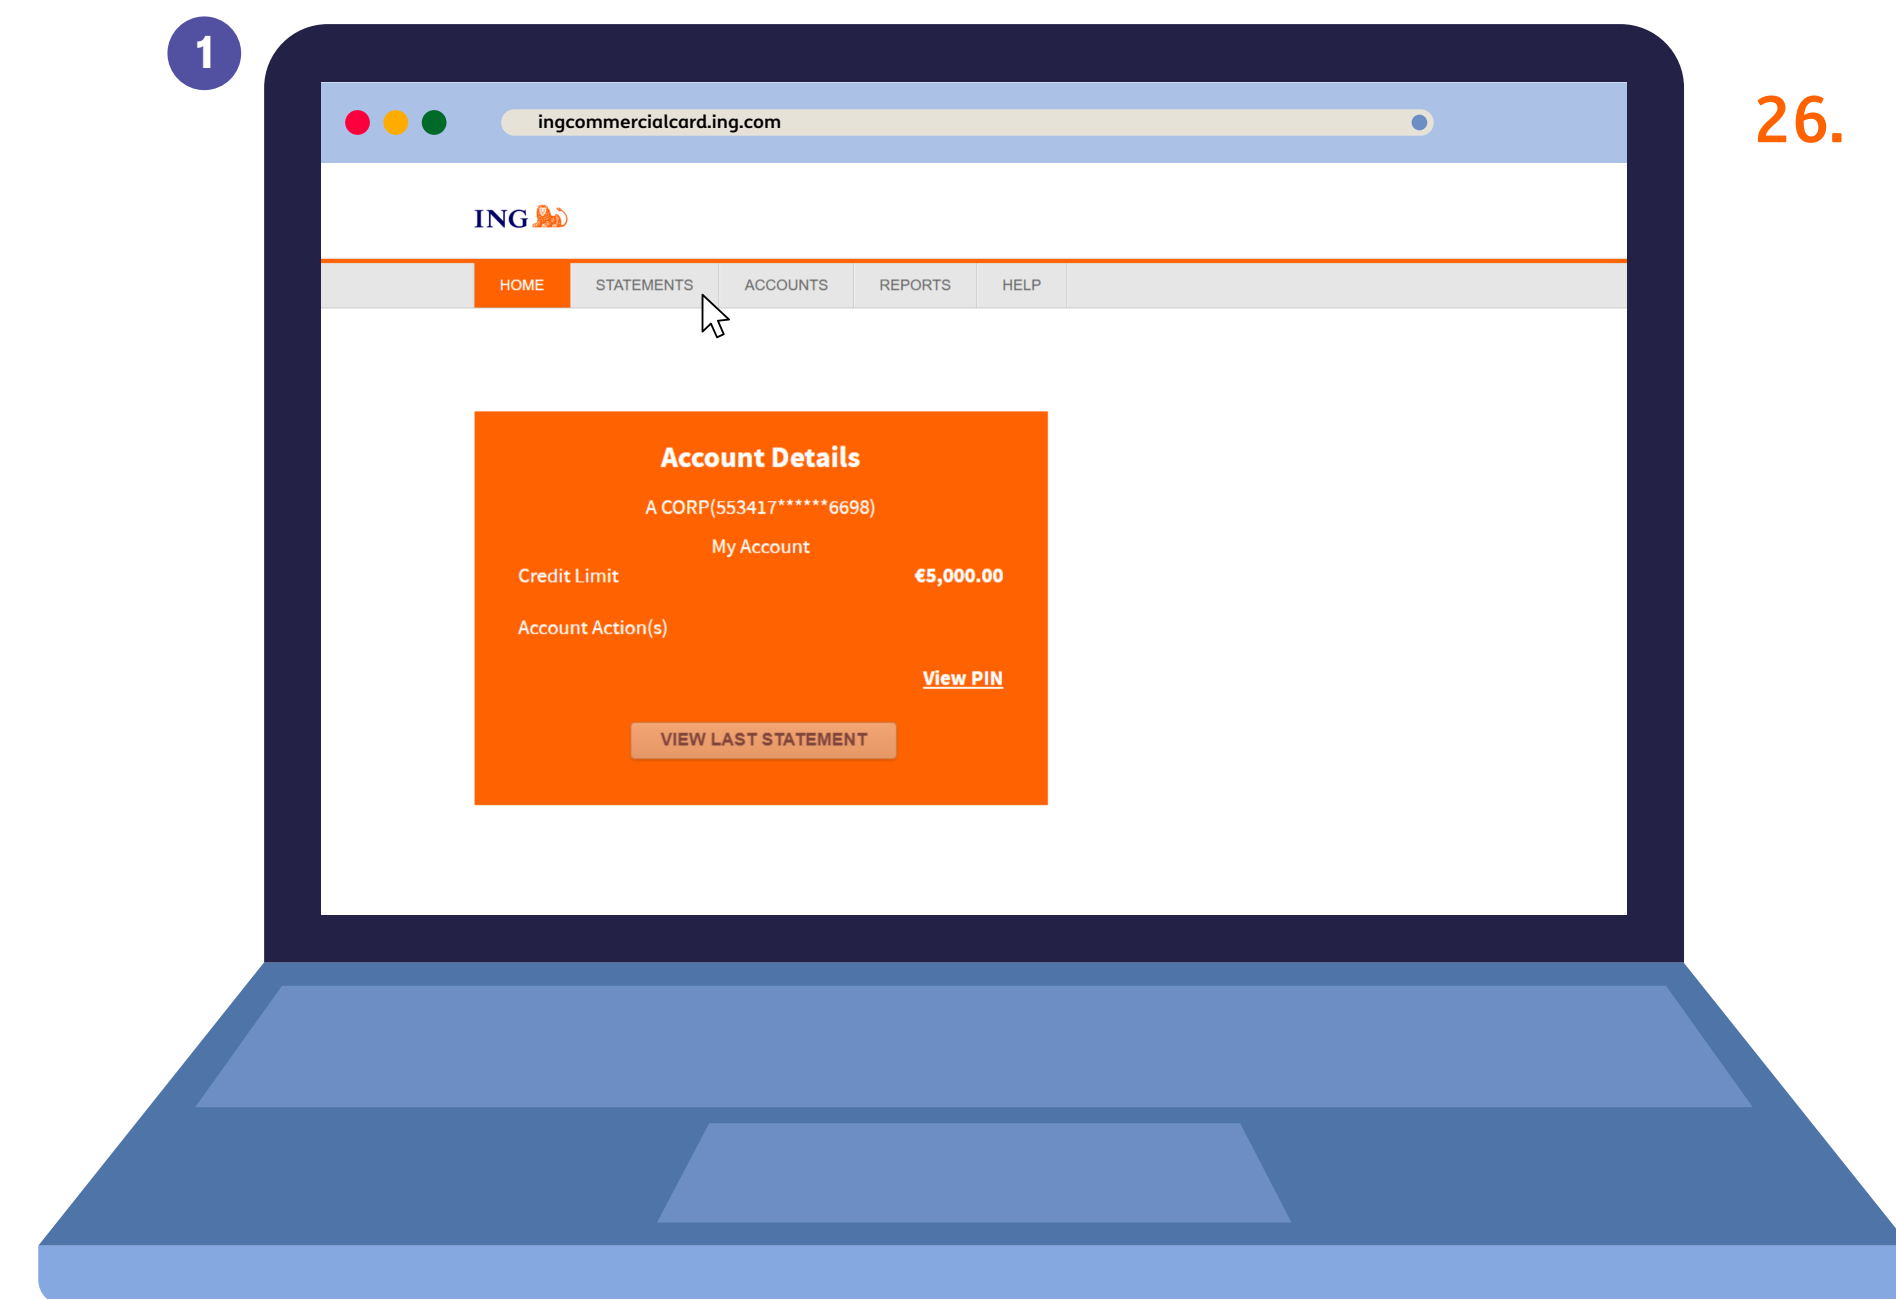 1
26.
ingcommercialcard.ing.com
ING
HOME STATEMENTS ACCOUNTS REPORTS HELP
Account Details
A CORP(553417******6698)
My Account
Credit Limit €5,000.00
Account Action(s)
View PIN
VIEW LAST STATEMENT